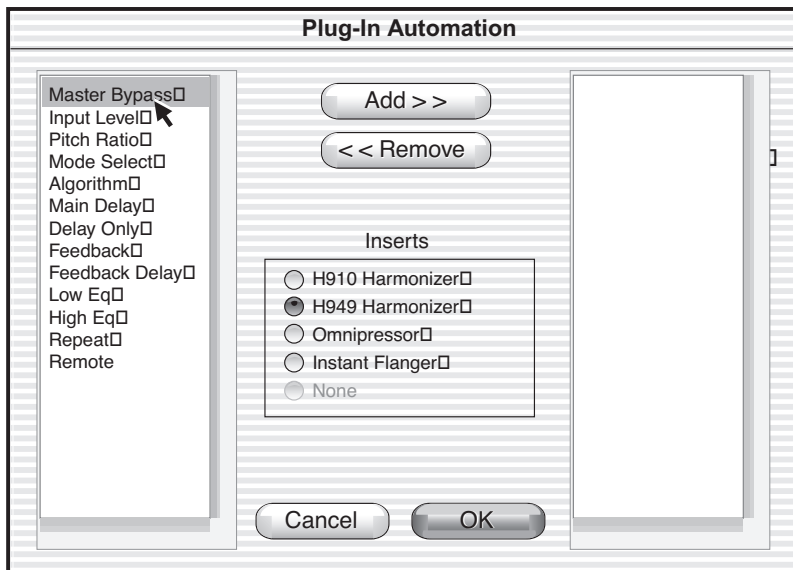 Plug-In Automation
Master Bypass
Input Level
Pitch Ratio
Mode Select
Algorithm
Main Delay
Delay Only
Feedback
Feedback Delay
Low Eq
High Eq
Repeat
Remote
Add > >
< < Remove
Inserts
H910 Harmonizer
H949 Harmonizer
Omnipressor
Instant Flanger
None
Cancel
OK